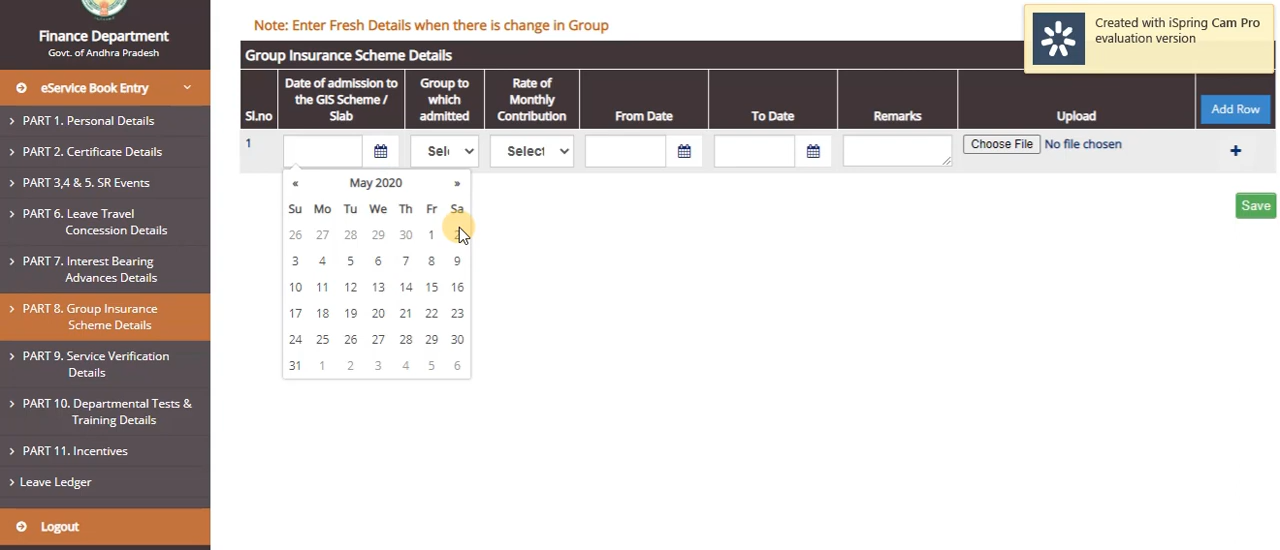 Finance Department
Govt. of Andhra Pradesh
eService Book Entry
PART 1. Personal Details
PART 2. Certificate Details
PART 3,4 & 5. SR Events
PART 6. Leave Travel
Concession Details
PART 7. Interest Bearing
Advances Details
PART 8. Group Insurance
Scheme Details
PART 9. Service Verification
Details
PART 10. Departmental Tests &
Training Details
PART 11. Incentives
Leave Ledger
Logout
Note: Enter Fresh Details when there is change in Group
Created with iSpring Cam Pro
evaluation version
Group Insurance Scheme Details
Sl.no
Date of admission to
the GIS Scheme /
Slab
Group to
which
admitted
Rate of
Monthly
Contribution
From Date
To Date
Remarks
Upload
Add Row
1
Sel
Select
Choose File No file chosen
+
Save
« May 2020 »
Su Mo Tu We Th Fr Sa
26 27 28 29 30 1 2
3 4 5 6 7 8 9
10 11 12 13 14 15 16
17 18 19 20 21 22 23
24 25 26 27 28 29 30
31 1 2 3 4 5 6